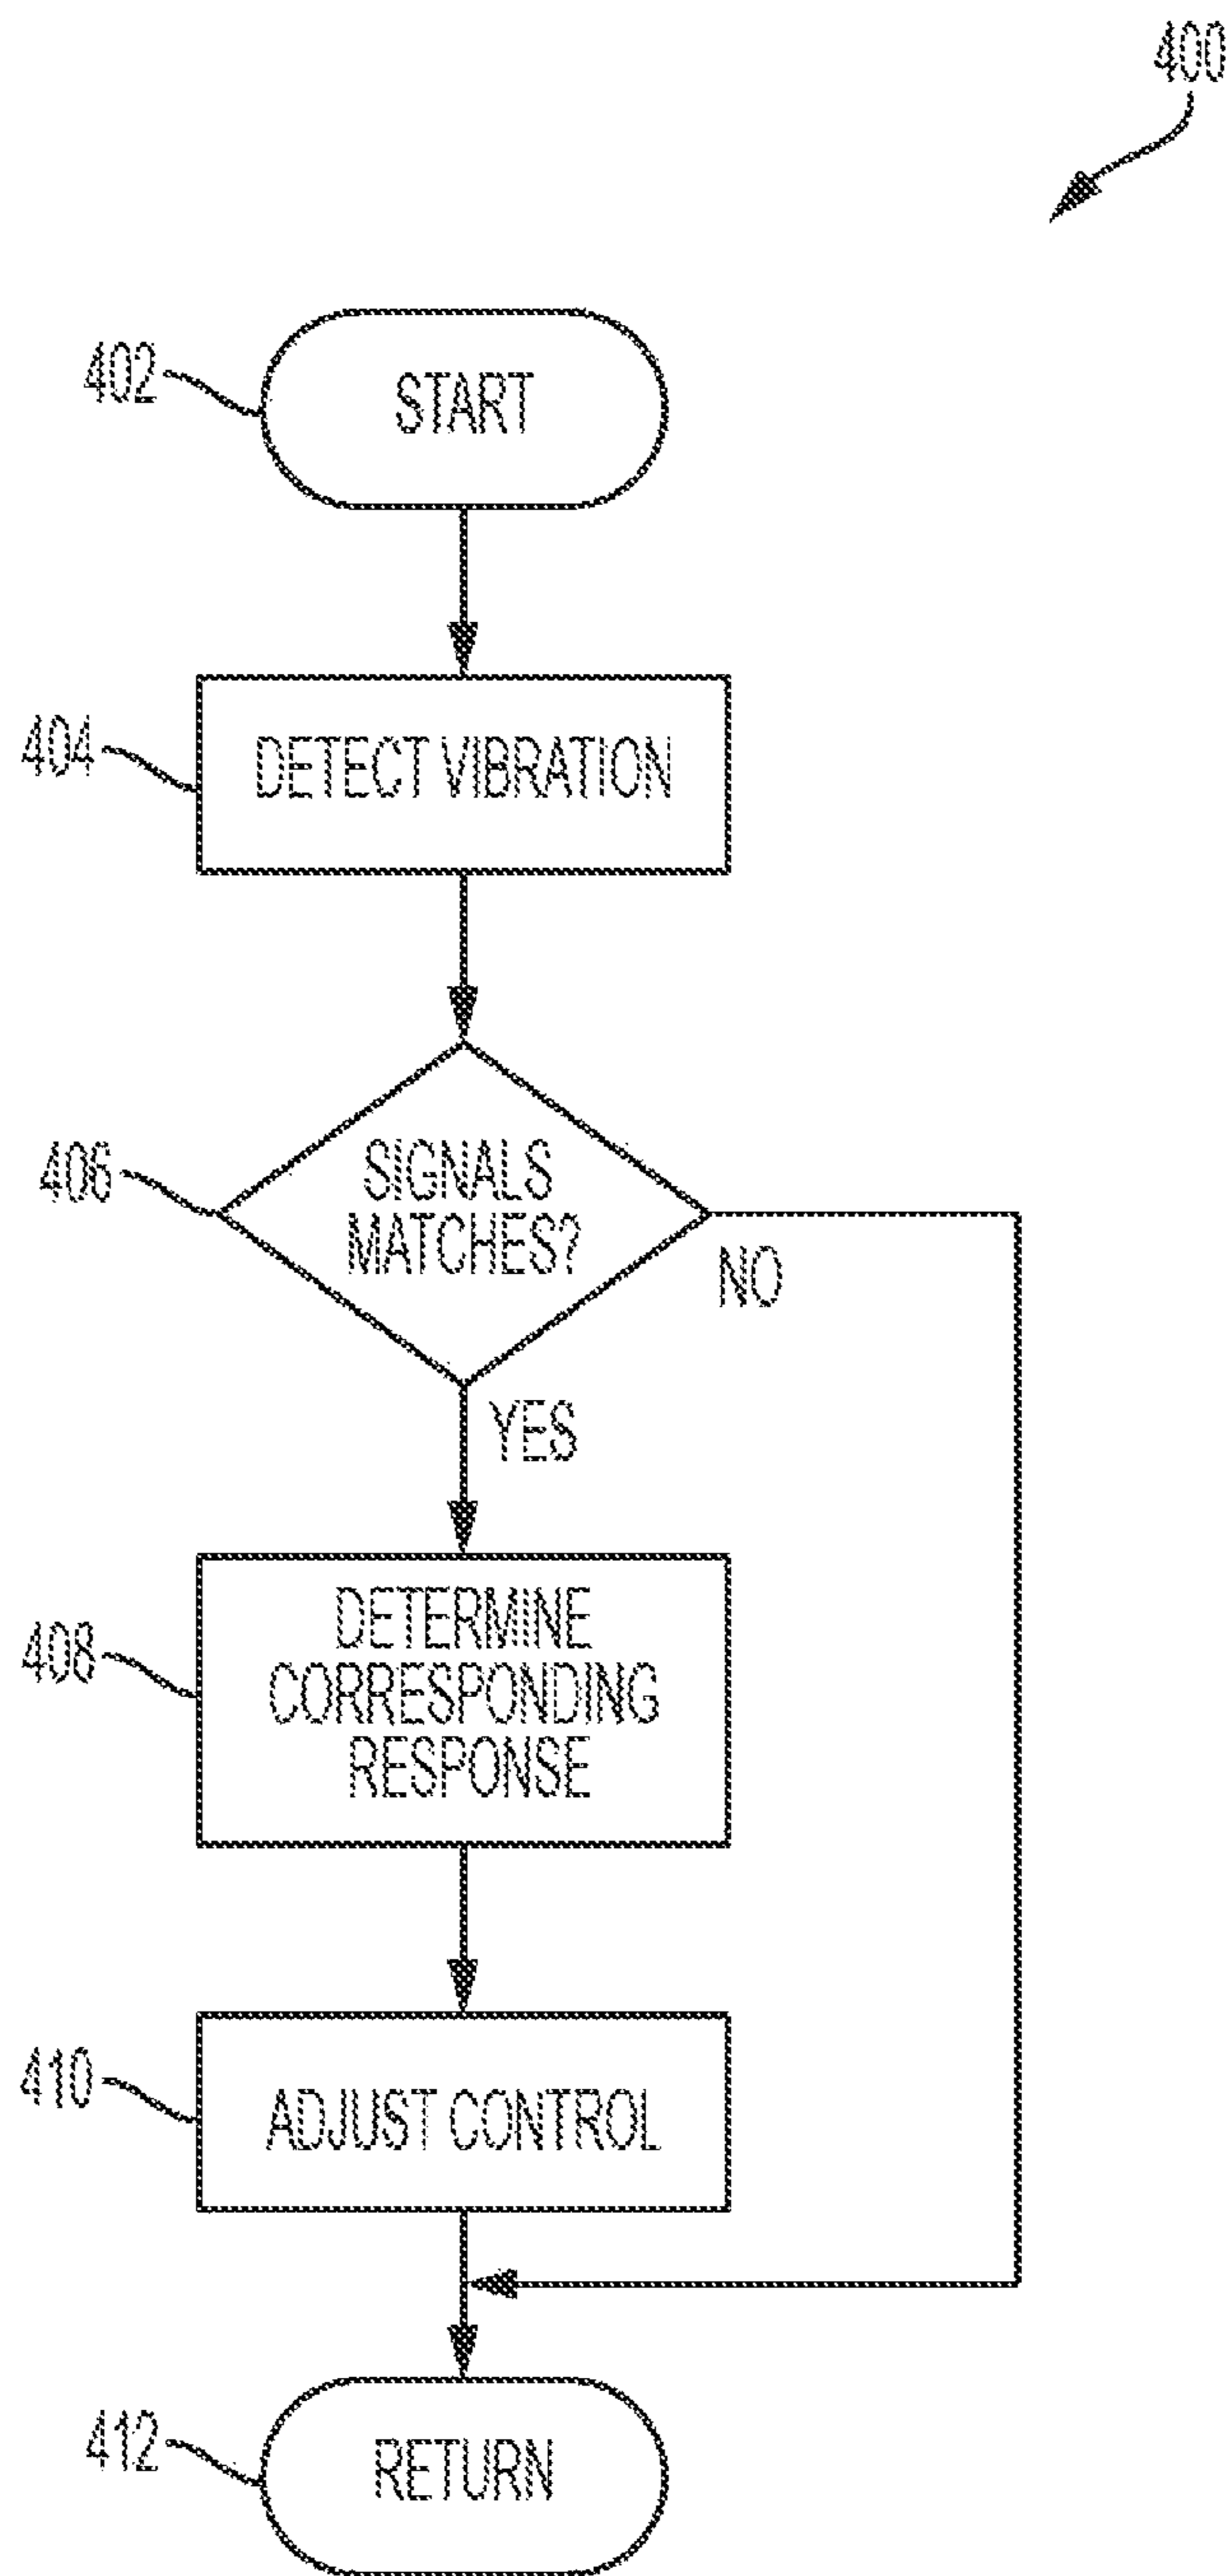 400
402
START
404
DETECT VIBRATION
406
SIGNALS
MATCHES?
NO
YES
408
DETERMINE
CORRESPONDING
RESPONSE
410
ADJUST CONTROL
412
RETURN